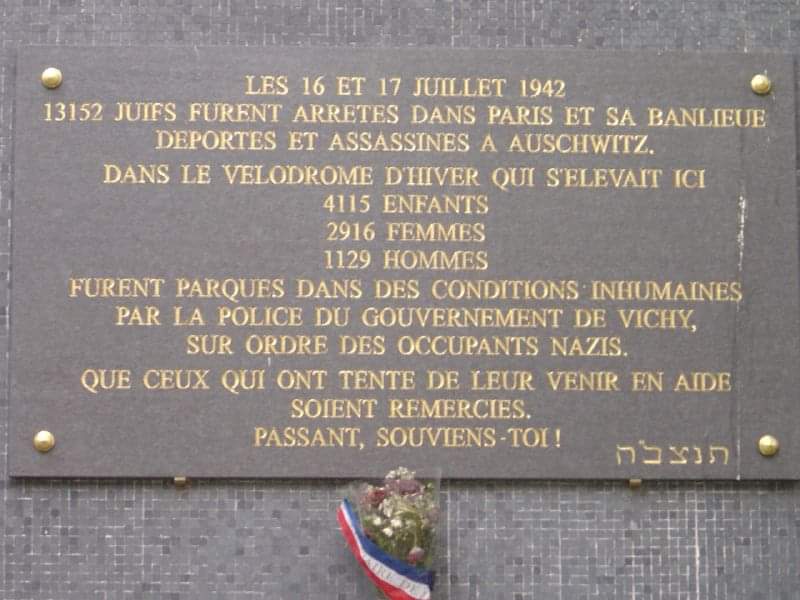 LES 16 ET 17 JUILLET 1942
13152 JUIFS FURENT ARRETES DANS PARIS ET SA BANLIEUE
DEPORTES ET ASSASSINES A AUSCHWITZ.
DANS LE VELODROME D'HIVER QUI S'ELEVAIT ICI
4115 ENFANTS
2916 FEMMES
1129 HOMMES
FURENT PARQUES DANS DES CONDITIONS INHUMAINES
PAR LA POLICE DU GOUVERNEMENT DE VICHY,
SUR ORDRE DES OCCUPANTS NAZIS.
QUE CEUX QUI ONT TENTE DE LEUR VENIR EN AIDE
SOIENT REMERCIES.
PASSANT, SOUVIENS-TOI !
תנצב"ה